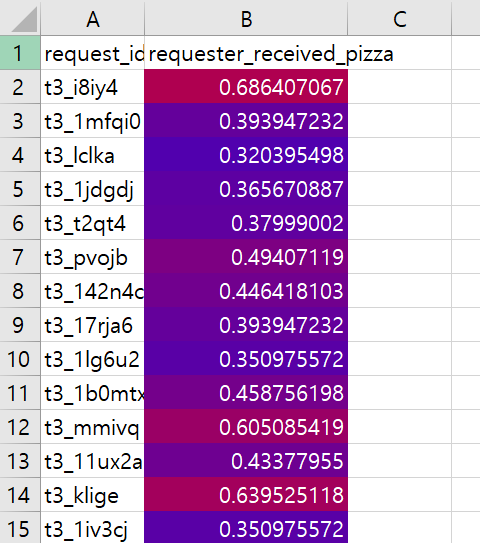 A B C
1 request_id requester_received_pizza
2 t3_i8iy4 0.686407067
3 t3_1mfqi0 0.393947232
4 t3_lclka 0.320395498
5 t3_1jdgdj 0.365670887
6 t3_t2qt4 0.37999002
7 t3_pvojb 0.49407119
8 t3_142n4c 0.446418103
9 t3_17rja6 0.393947232
10 t3_1lg6u2 0.350975572
11 t3_1b0mtx 0.458756198
12 t3_mmivq 0.605085419
13 t3_11ux2a 0.43377955
14 t3_klige 0.639525118
15 t3_1iv3cj 0.350975572